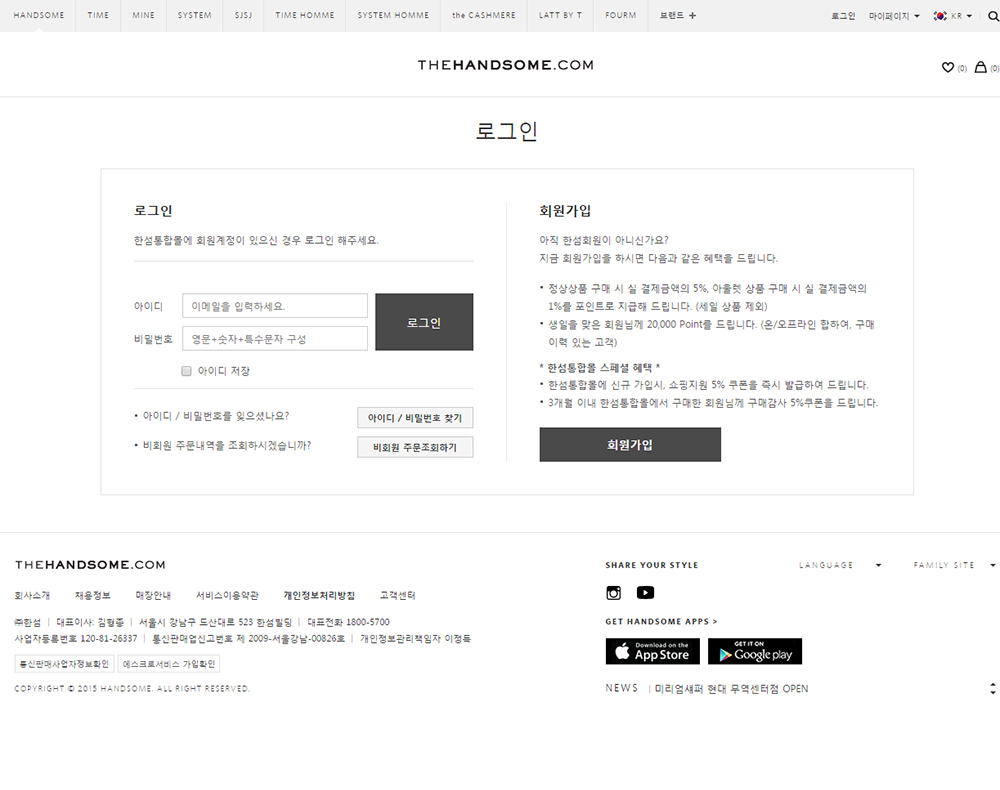 HANDSOME TIME MINE SYSTEM SJSJ TIME HOMME SYSTEM HOMME the CASHMERE LATT BY T FOURM 브랜드 + 로그인 마이페이지 KR
THEHANDSOME.COM
(0) (0)
로그인
로그인
한섬통합몰에 회원계정이 있으신 경우 로그인 해주세요.
아이디 이메일을 입력하세요.
비밀번호 영문+숫자+특수문자 구성
로그인
아이디 저장
• 아이디 / 비밀번호를 잊으셨나요? 아이디 / 비밀번호 찾기
• 비회원 주문내역을 조회하시겠습니까? 비회원 주문조회하기
회원가입
아직 한섬회원이 아니신가요?
지금 회원가입을 하시면 다음과 같은 혜택을 드립니다.
• 정상상품 구매 시 실 결제금액의 5%, 아울렛 상품 구매 시 실 결제금액의
1%를 포인트로 지급해 드립니다. (세일 상품 제외)
• 생일을 맞은 회원님께 20,000 Point를 드립니다. (온/오프라인 합하여, 구매
이력 있는 고객)
* 한섬통합몰 스페셜 혜택 *
• 한섬통합몰에 신규 가입시, 쇼핑지원 5% 쿠폰을 즉시 발급하여 드립니다.
• 3개월 이내 한섬통합몰에서 구매한 회원님께 구매감사 5%쿠폰을 드립니다.
회원가입
THEHANDSOME.COM
회사소개 채용정보 매장안내 서비스이용약관 개인정보처리방침 고객센터
㈜한섬 | 대표이사: 김형종 | 서울시 강남구 도산대로 523 한섬빌딩 | 대표전화 1800-5700
사업자등록번호 120-81-26337 | 통신판매업신고번호 제 2009-서울강남-00826호 | 개인정보관리책임자 이정득
통신판매사업자정보확인 에스크로서비스 가입확인
COPYRIGHT © 2015 HANDSOME. ALL RIGHT RESERVED.
SHARE YOUR STYLE LANGUAGE FAMILY SITE
GET HANDSOME APPS >
Download on the
App Store
GET IT ON
Google play
NEWS | 미리엄섀퍼 현대 무역센터점 OPEN